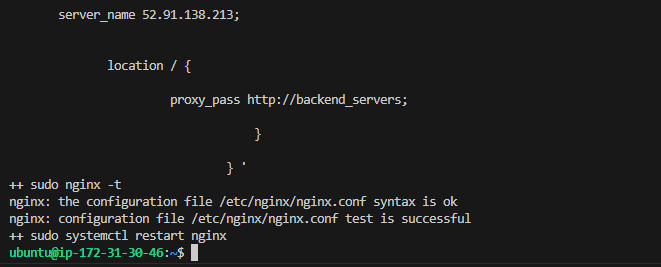 server_name 52.91.138.213;
location / {
proxy_pass http://backend_servers;
}
} '
++ sudo nginx -t
nginx: the configuration file /etc/nginx/nginx.conf syntax is ok
nginx: configuration file /etc/nginx/nginx.conf test is successful
++ sudo systemctl restart nginx
ubuntu@ip-172-31-30-46:~$